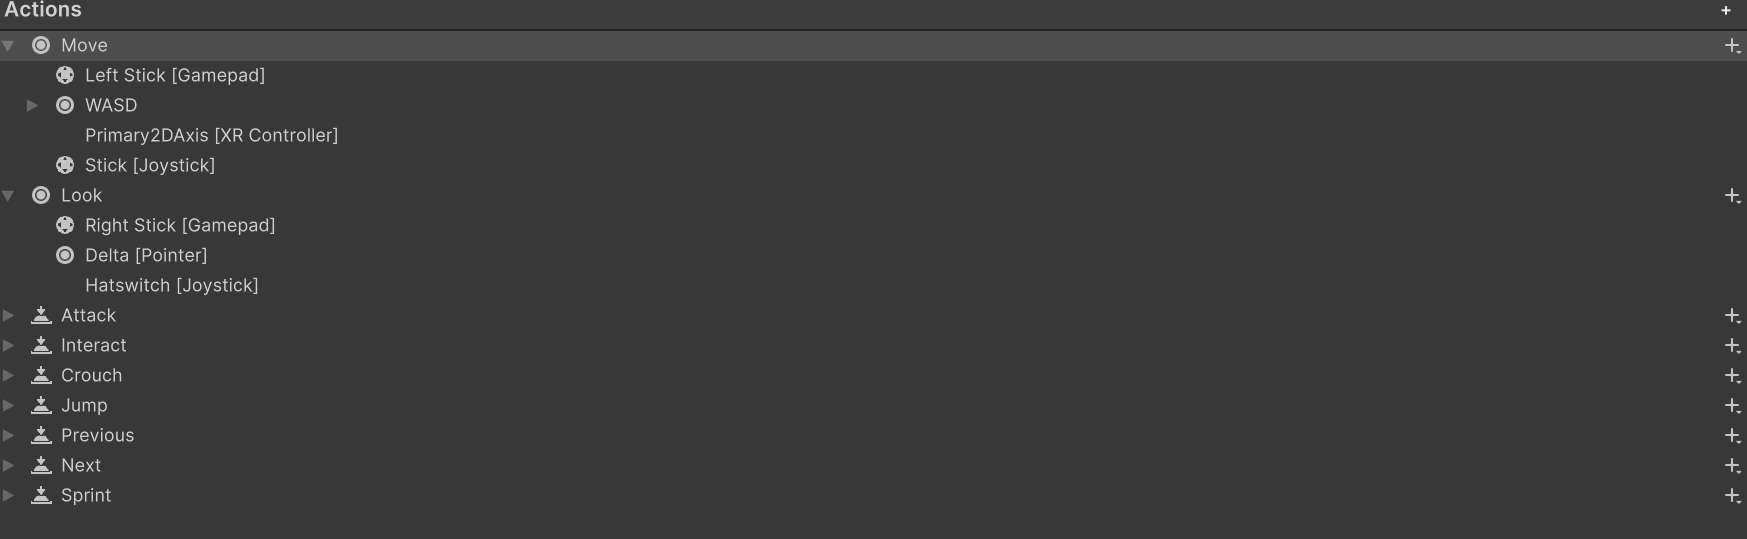 Actions
Move
Left Stick [Gamepad]
WASD
Primary2DAxis [XR Controller]
Stick [Joystick]
Look
Right Stick [Gamepad]
Delta [Pointer]
Hatswitch [Joystick]
Attack
Interact
Crouch
Jump
Previous
Next
Sprint